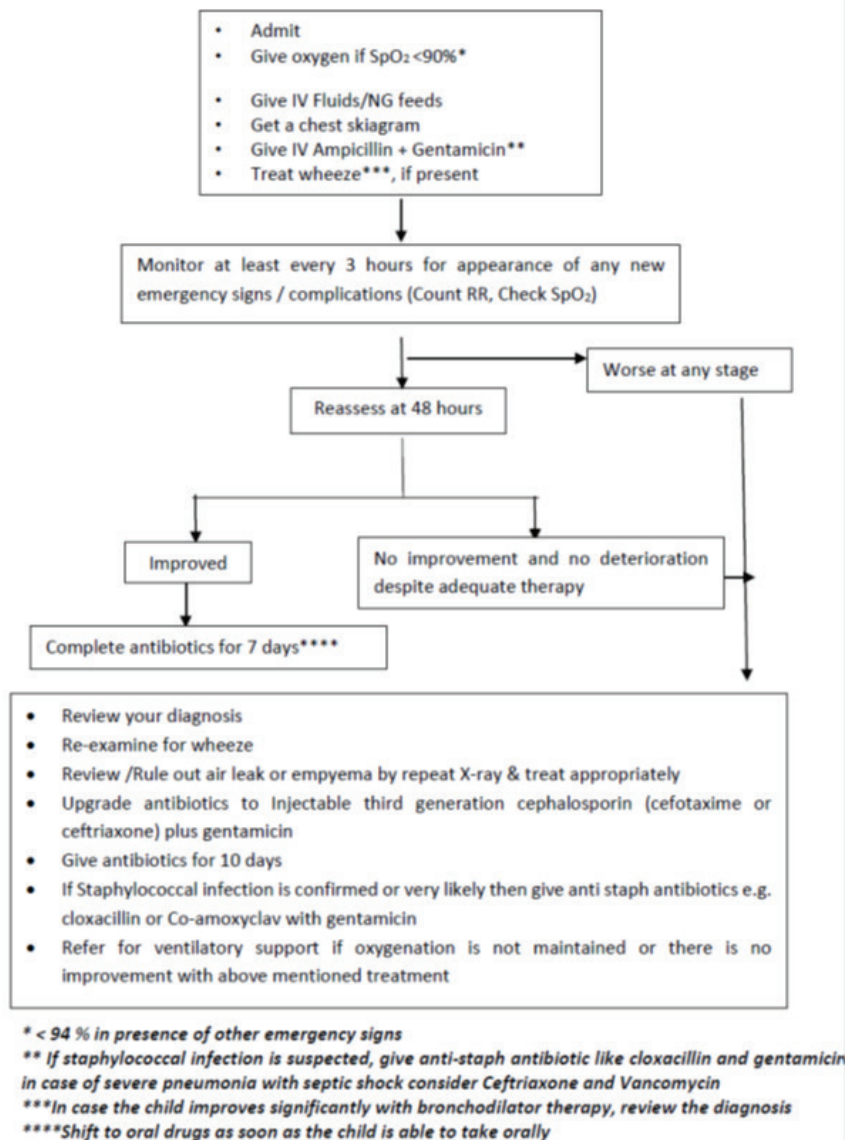 • Admit
• Give oxygen if SpO₂ <90%*
• Give IV Fluids/NG feeds
• Get a chest skiagram
• Give IV Ampicillin + Gentamicin**
• Treat wheeze***, if present
Monitor at least every 3 hours for appearance of any new
emergency signs / complications (Count RR, Check SpO₂)
Worse at any stage
Reassess at 48 hours
Improved
No improvement and no deterioration
despite adequate therapy
Complete antibiotics for 7 days****
• Review your diagnosis
• Re-examine for wheeze
• Review /Rule out air leak or empyema by repeat X-ray & treat appropriately
• Upgrade antibiotics to Injectable third generation cephalosporin (cefotaxime or
ceftriaxone) plus gentamicin
• Give antibiotics for 10 days
• If Staphylococcal infection is confirmed or very likely then give anti staph antibiotics e.g.
cloxacillin or Co-amoxyclav with gentamicin
• Refer for ventilatory support if oxygenation is not maintained or there is no
improvement with above mentioned treatment
* < 94 % in presence of other emergency signs
** If staphylococcal infection is suspected, give anti-staph antibiotic like cloxacillin and gentamicin
in case of severe pneumonia with septic shock consider Ceftriaxone and Vancomycin
***In case the child improves significantly with bronchodilator therapy, review the diagnosis
****Shift to oral drugs as soon as the child is able to take orally